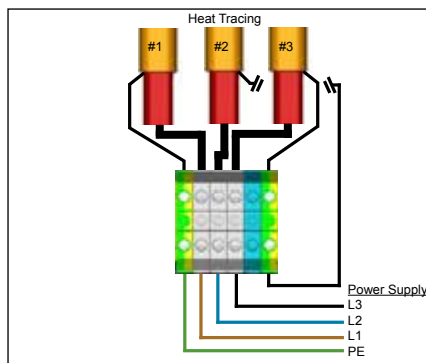 Heat Tracing
#1 #2 #3
Power Supply
L3
L2
L1
PE